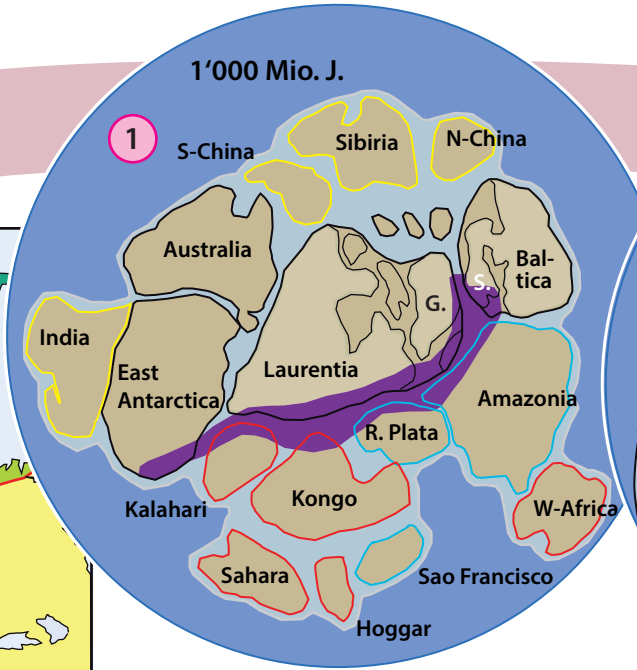 1‘000 Mio. J.
1
S-China
Sibiria
N-China
Australia
Bal-
tica
S.
G.
India
East
Antarctica
Laurentia
Amazonia
R. Plata
Kalahari
Kongo
W-Africa
Sahara
Sao Francisco
Hoggar